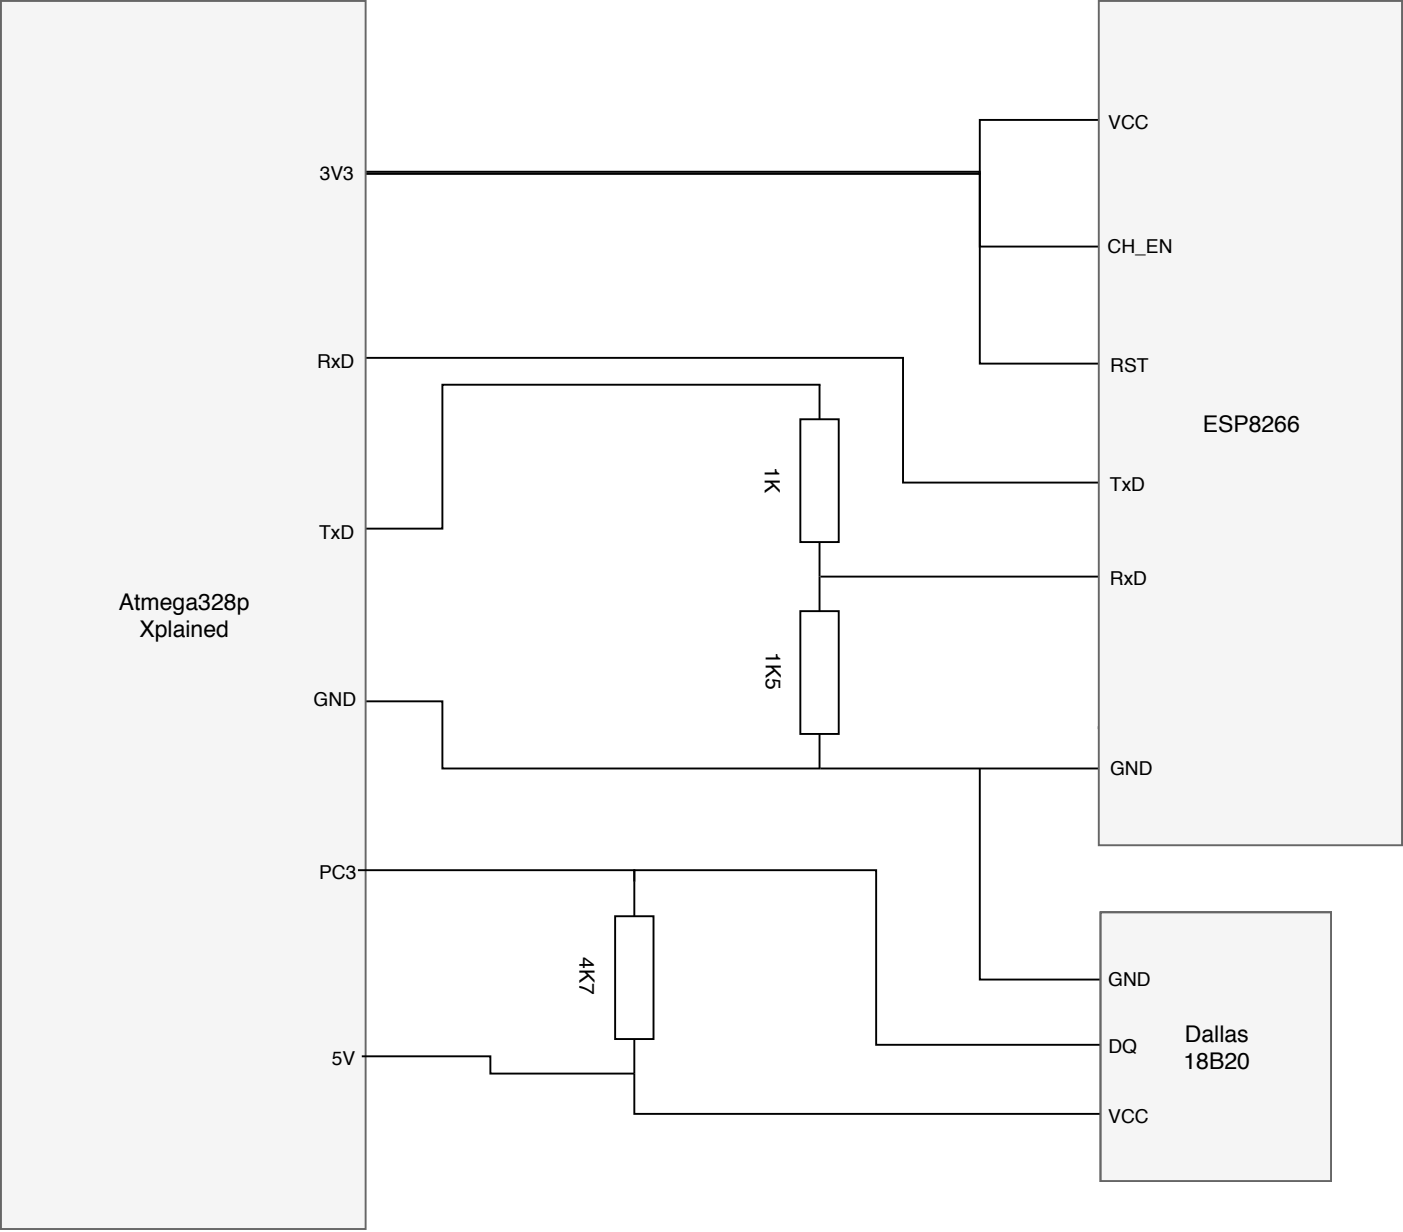 VCC
3V3
CH_EN
RxD
RST
ESP8266
1K
TxD
TxD
RxD
Atmega328p
Xplained
1K5
GND
GND
PC3
4K7
GND
Dallas
18B20
DQ
5V
VCC